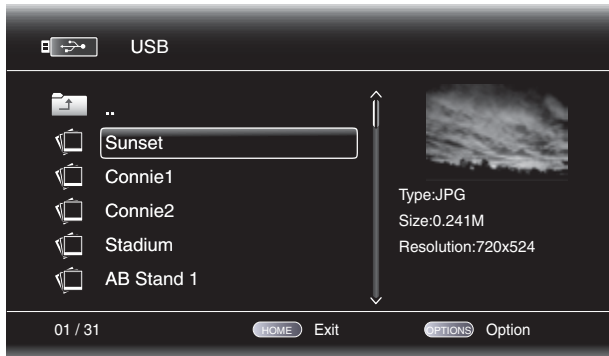 USB
..
Sunset
Connie1
Connie2
Stadium
AB Stand 1
Type:JPG
Size:0.241M
Resolution:720x524
01 / 31 HOME Exit OPTIONS Option